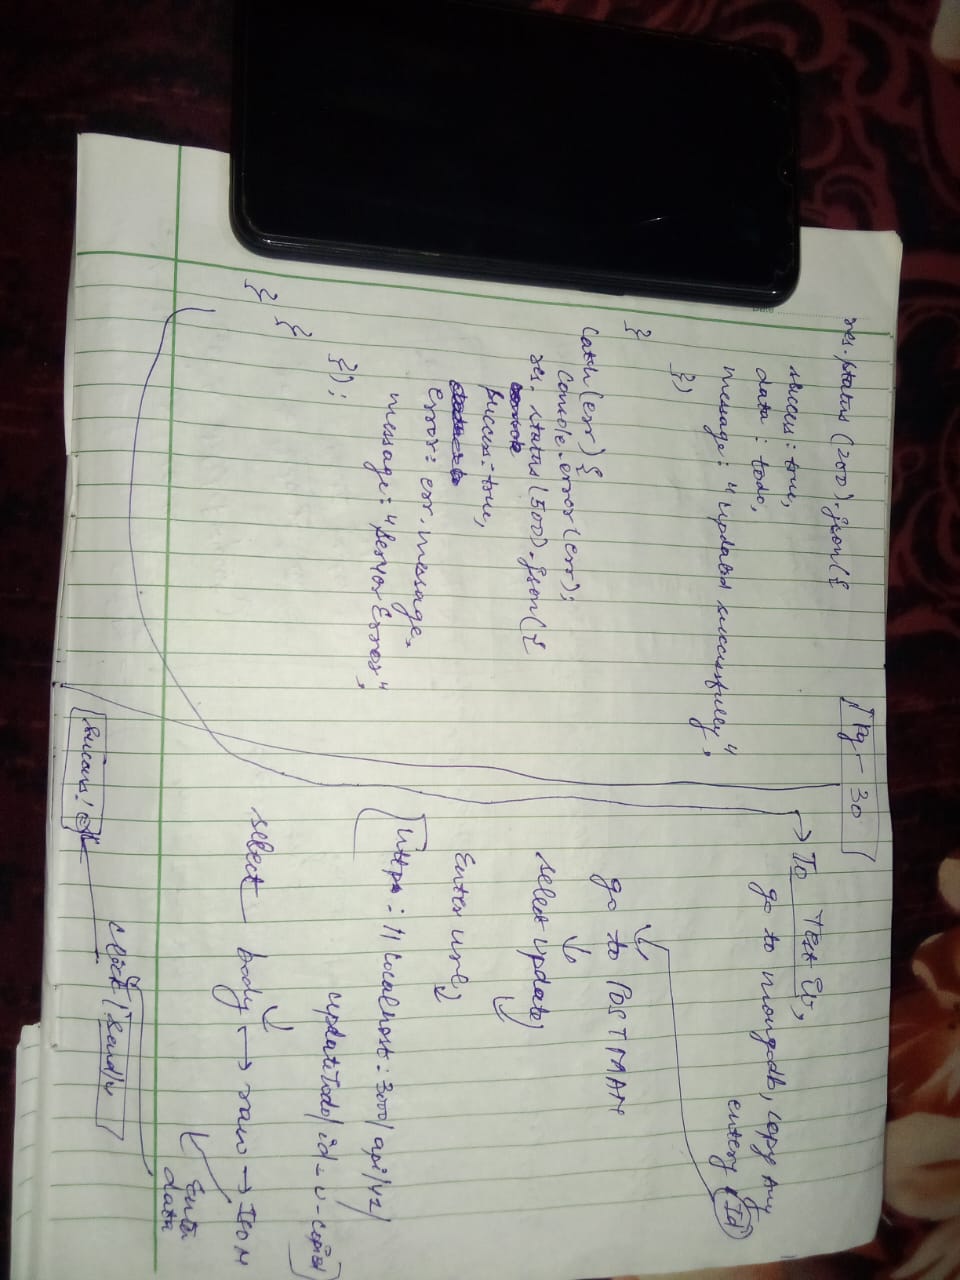 Pg - 30
res.status (200).json({
success: true,
data: todo,
message: "updated successfully",
})
}
catch(err) {
console.error(err);
res.status(500).json({
success: true,
error: err.message,
message: "Server Error",
});
}
}
→ To Test It,
go to mongodb, copy any
entery Id
go to POSTMAN
select update
Enter url
http://localhost:3000/api/v1/
updateTodo/id-
select body → raw → JSON
Enter
data
click
success!